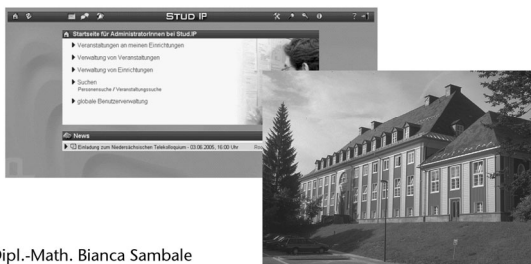 STUD IP
Startseite für AdministratorInnen bei Stud.IP
Veranstaltungen an meinen Einrichtungen
Verwaltung von Veranstaltungen
Verwaltung von Einrichtungen
Suchen
Personensuche / Veranstaltungssuche
globale Benutzerverwaltung
News
Einladung zum Niedersächsischen Telekolloquium - 03.06.2005, 16:00 Uhr
Dipl.-Math. Bianca Sambale